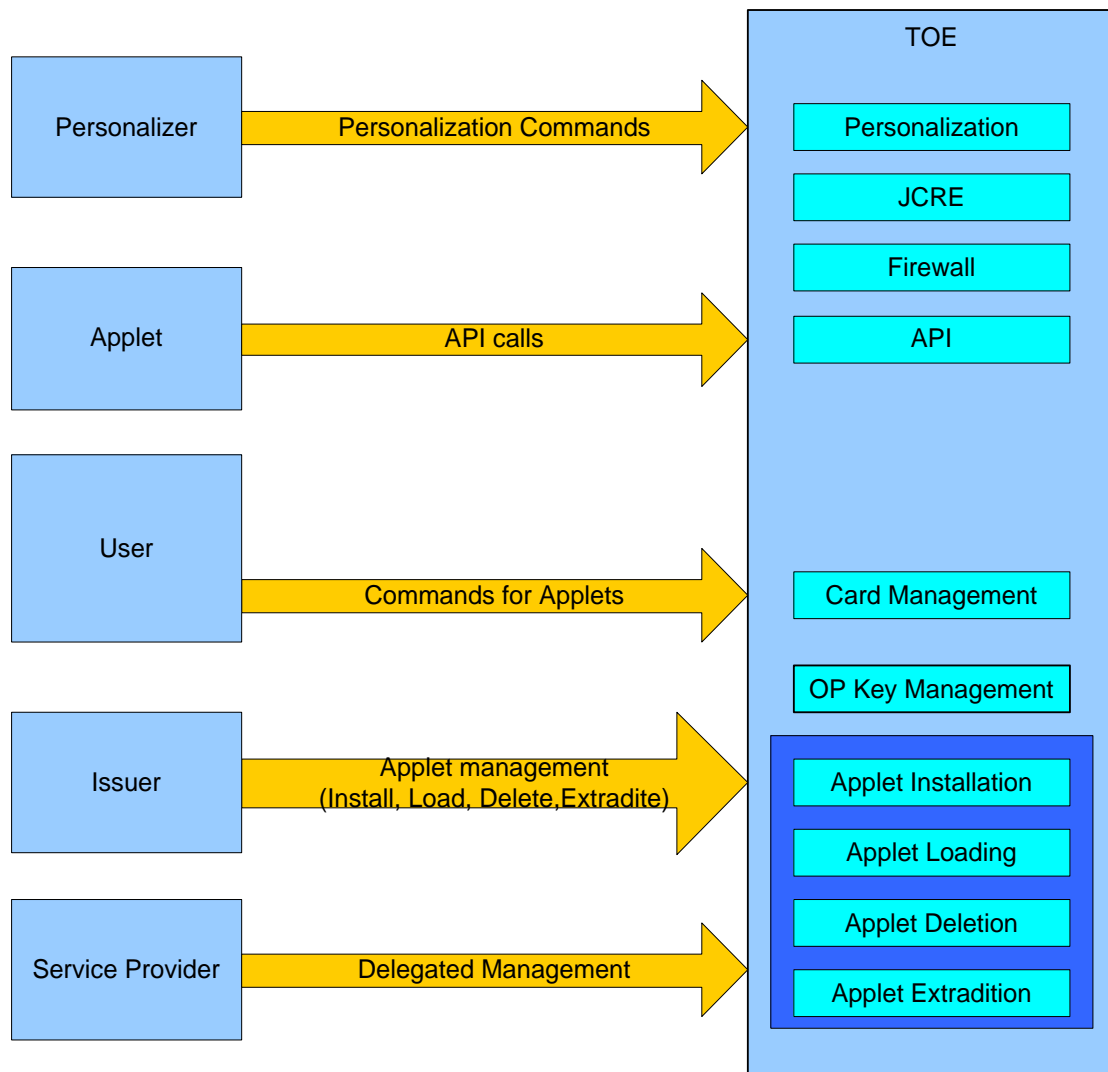 TOE
Personalizer
Personalization Commands
Personalization
JCRE
Firewall
Applet
API calls
API
User
Commands for Applets
Card Management
OP Key Management
Issuer
Applet management
(Install, Load, Delete,Extradite)
Applet Installation
Applet Loading
Applet Deletion
Service Provider
Delegated Management
Applet Extradition